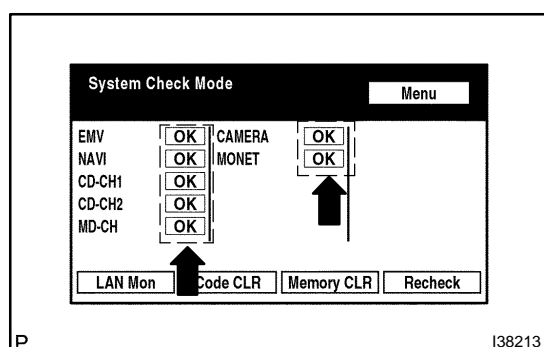 System Check Mode
Menu
EMV OK CAMERA OK
NAVI OK MONET OK
CD-CH1 OK
CD-CH2 OK
MD-CH OK
LAN Mon Code CLR Memory CLR Recheck
P I38213